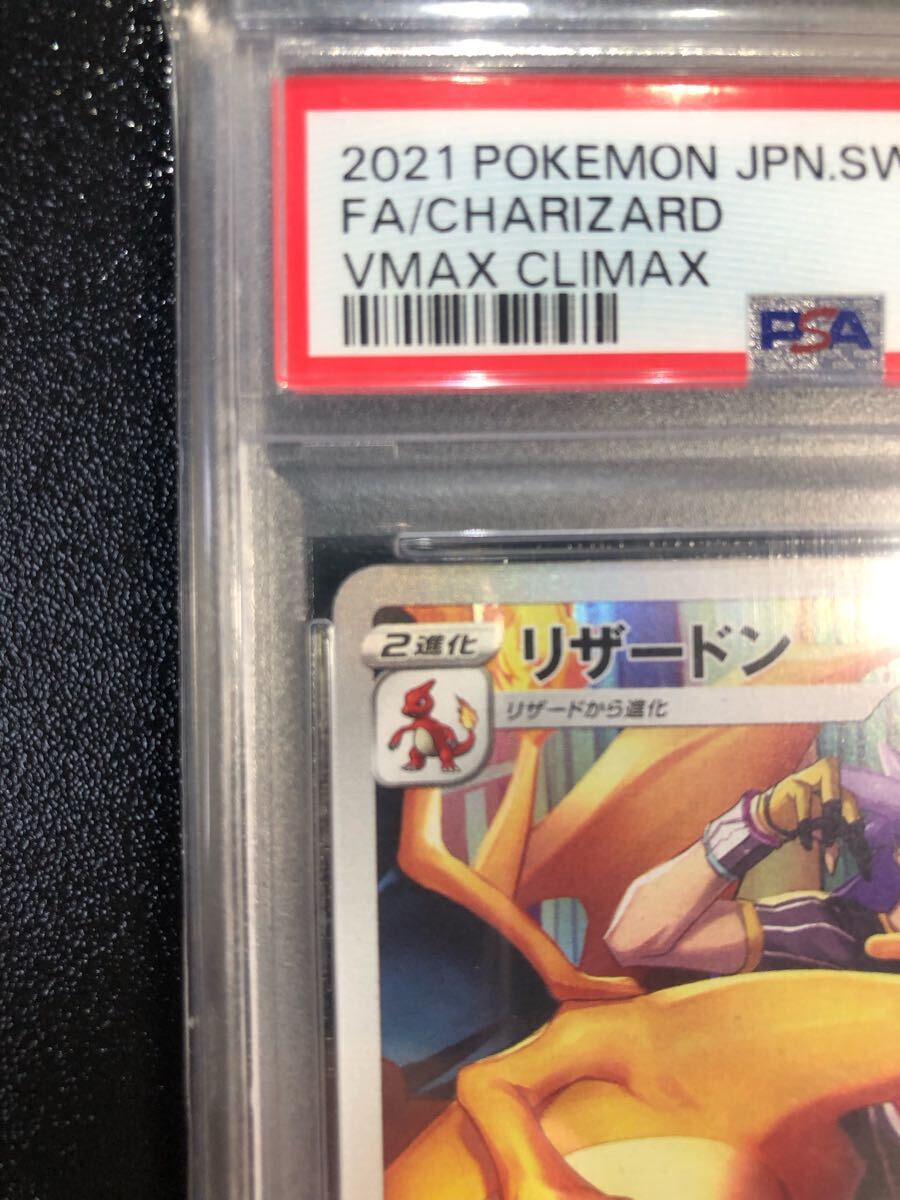 2021 POKEMON JPN.SW
FA/CHARIZARD
VMAX CLIMAX
PSA
2進化
リザードン
リザードから進化